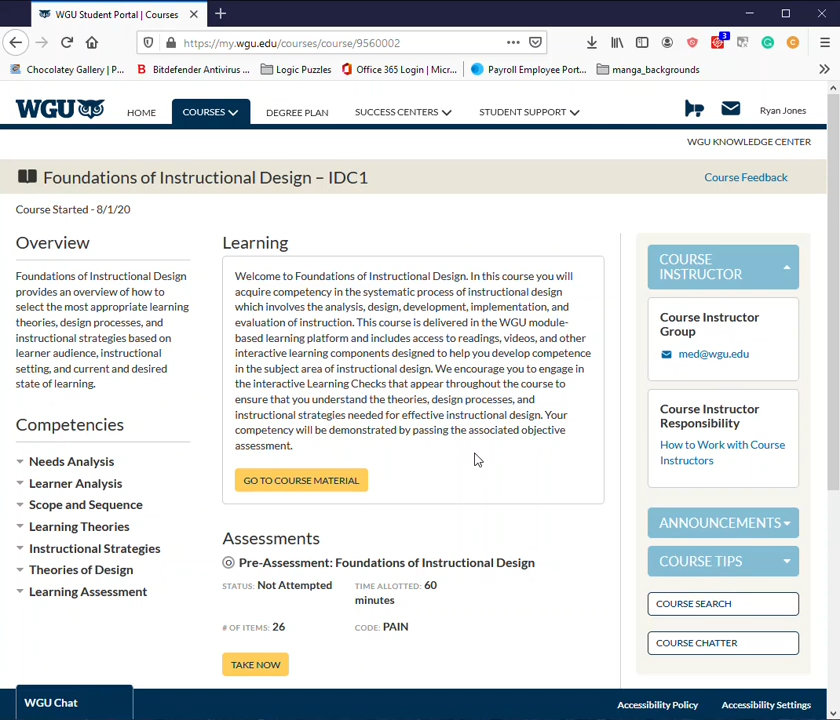 WGU Student Portal | Courses
https://my.wgu.edu/courses/course/9560002
Chocolatey Gallery | P...
Bitdefender Antivirus ...
Logic Puzzles
Office 365 Login | Micr...
Payroll Employee Port...
manga_backgrounds
3
WGU
HOME
COURSES
DEGREE PLAN
SUCCESS CENTERS
STUDENT SUPPORT
Ryan Jones
WGU KNOWLEDGE CENTER
Foundations of Instructional Design – IDC1
Course Feedback
Course Started - 8/1/20
Overview
Foundations of Instructional Design
provides an overview of how to
select the most appropriate learning
theories, design processes, and
instructional strategies based on
learner audience, instructional
setting, and current and desired
state of learning.
Competencies
Needs Analysis
Learner Analysis
Scope and Sequence
Learning Theories
Instructional Strategies
Theories of Design
Learning Assessment
Learning
Welcome to Foundations of Instructional Design. In this course you will
acquire competency in the systematic process of instructional design
which involves the analysis, design, development, implementation, and
evaluation of instruction. This course is delivered in the WGU module-
based learning platform and includes access to readings, videos, and other
interactive learning components designed to help you develop competence
in the subject area of instructional design. We encourage you to engage in
the interactive Learning Checks that appear throughout the course to
ensure that you understand the theories, design processes, and
instructional strategies needed for effective instructional design. Your
competency will be demonstrated by passing the associated objective
assessment.
GO TO COURSE MATERIAL
Assessments
Pre-Assessment: Foundations of Instructional Design
STATUS: Not Attempted
TIME ALLOTTED: 60
minutes
# OF ITEMS: 26
CODE: PAIN
TAKE NOW
COURSE
INSTRUCTOR
Course Instructor
Group
med@wgu.edu
Course Instructor
Responsibility
How to Work with Course
Instructors
ANNOUNCEMENTS
COURSE TIPS
COURSE SEARCH
COURSE CHATTER
WGU Chat
Accessibility Policy
Accessibility Settings